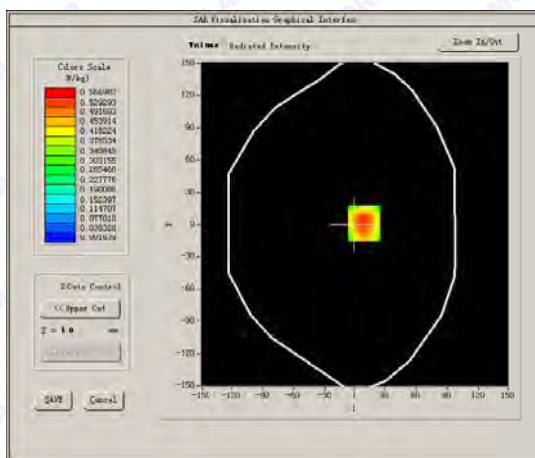 SAR Visualisation Graphical Interface
Volume Radiated Intensity
Zoom In/Out
Colors Scale
(W/kg)
0.566982
0.529293
0.491603
0.453914
0.416224
0.378534
0.340845
0.303155
0.265466
0.227776
0.190086
0.152397
0.114707
0.077018
0.039328
0.001639
150
120
90
60
30
0
-30
-60
-90
-120
-150
Y
-150 -120 -90 -60 -30 0 30 60 90 120 150
Z-Cuts Control
<<Upper Cut
Z = 1.0 mm
SAVE Cancel